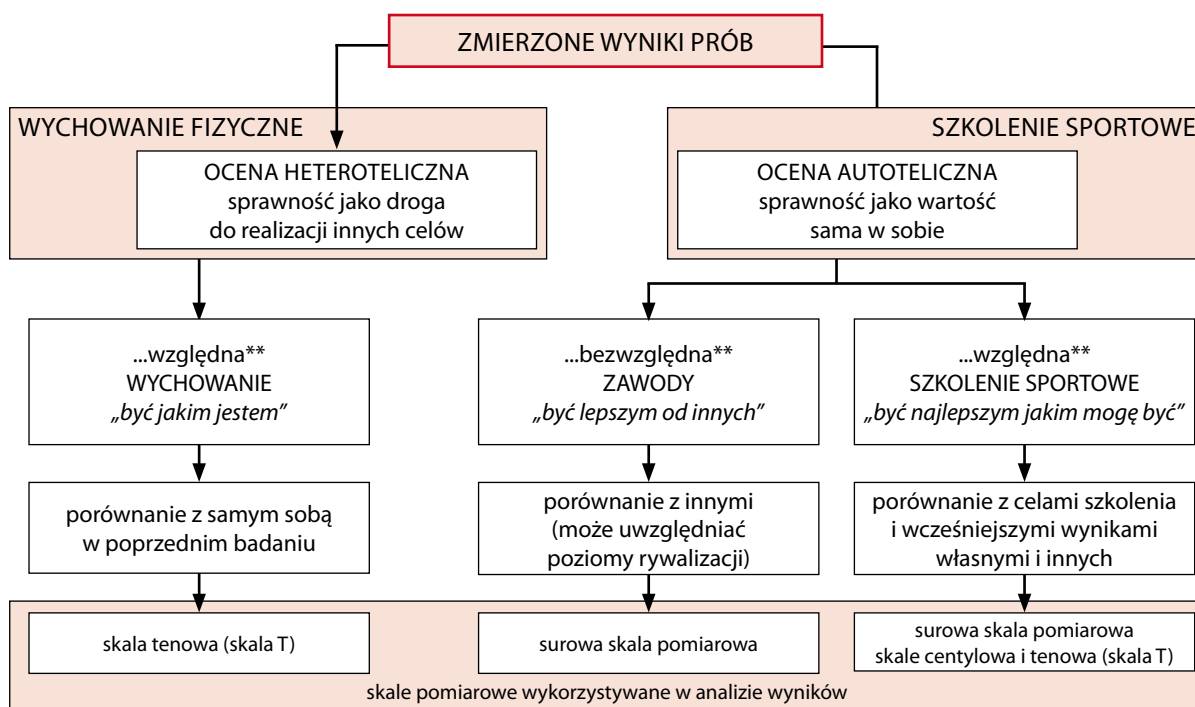 ZMIERZONE WYNIKI PRÓB
WYCHOWANIE FIZYCZNE
OCENA HETEROTELICZNA
sprawność jako droga
do realizacji innych celów
SZKOLENIE SPORTOWE
OCENA AUTOTELICZNA
sprawność jako wartość
sama w sobie
...względna**
WYCHOWANIE
„być jakim jestem”
...bezwzględna**
ZAWODY
„być lepszym od innych”
...względna**
SZKOLENIE SPORTOWE
„być najlepszym jakim mogę być”
porównanie z samym sobą
w poprzednim badaniu
porównanie z innymi
(może uwzględniać
poziomy rywalizacji)
porównanie z celami szkolenia
i wcześniejszymi wynikami
własnymi i innych
skala tenowa (skala T)
surowa skala pomiarowa
surowa skala pomiarowa
skale centylowa i tenowa (skala T)
skale pomiarowe wykorzystywane w analizie wyników